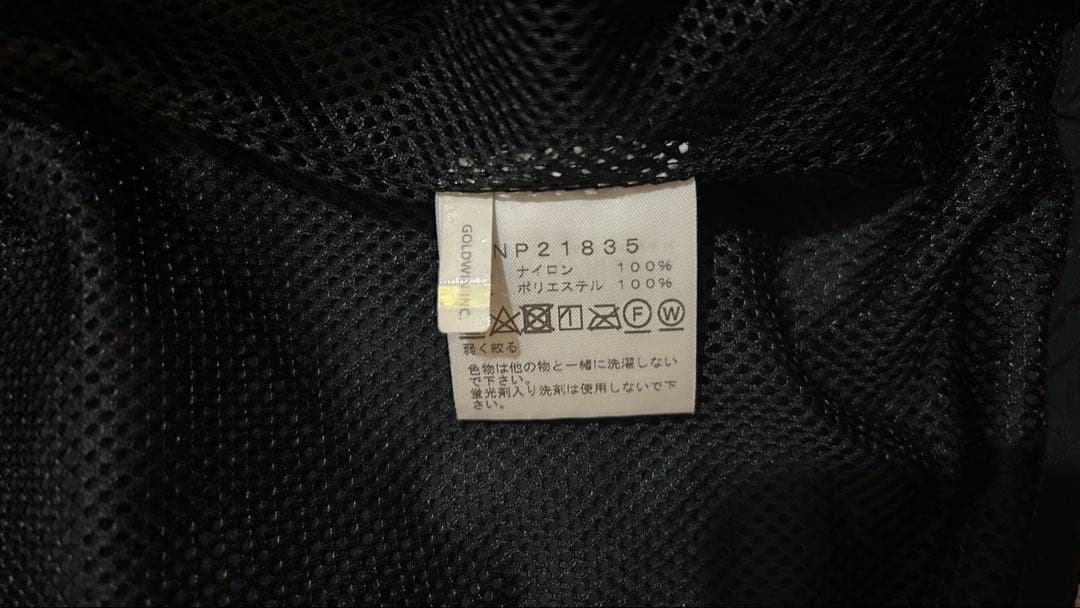 GOLDWIN INC.
NP21835
ナイロン 100%
ポリエステル 100%
F W
弱く絞る
色物は他の物と一緒に洗濯しない
で下さい。
蛍光剤入り洗剤は使用しないで下
さい。